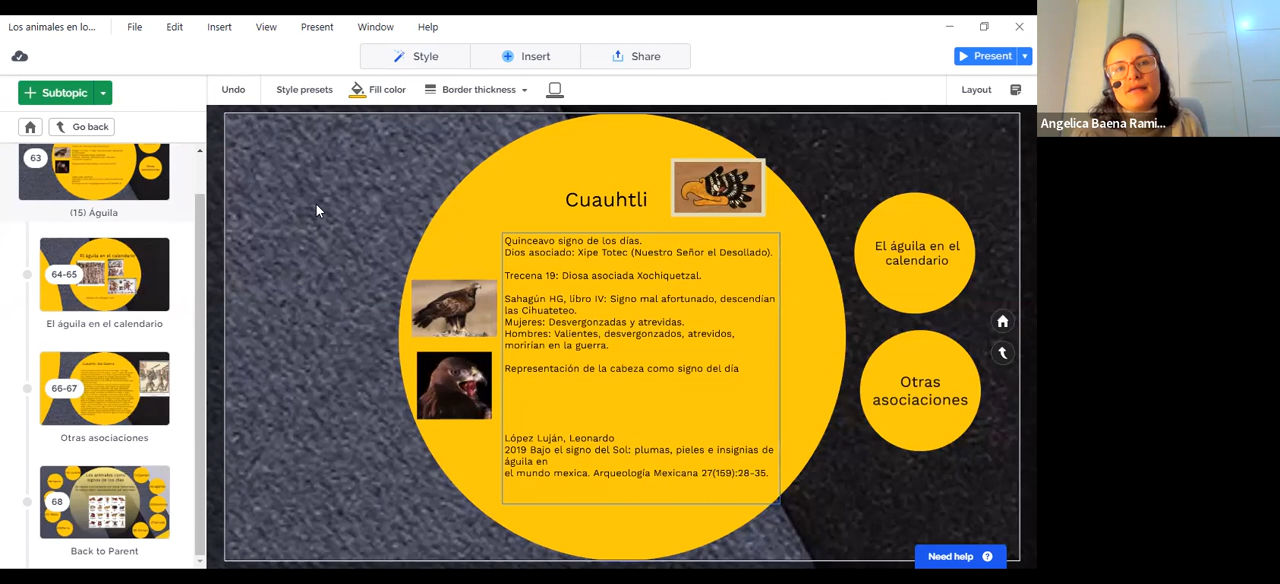 Los animales en lo...
File
Edit
Insert
View
Present
Window
Help
Style
Insert
Share
Present
Subtopic
Undo
Style presets
Fill color
Border thickness
Layout
Go back
63
(15) Águila
64-65
El águila en el calendario
66-67
Otras asociaciones
68
Back to Parent
Cuauhtli
Quinceavo signo de los días.
Dios asociado: Xipe Totec (Nuestro Señor el Desollado).
Trecena 19: Diosa asociada Xochiquetzal.
Sahagún HG, libro IV: Signo mal afortunado, descendían
las Cihuateteo.
Mujeres: Desvergonzadas y atrevidas.
Hombres: Valientes, desvergonzados, atrevidos,
morirían en la guerra.
Representación de la cabeza como signo del día
López Luján, Leonardo
2019 Bajo el signo del Sol: plumas, pieles e insignias de
águila en
el mundo mexica. Arqueología Mexicana 27(159):28-35.
El águila en el
calendario
Otras
asociaciones
Need help
Angelica Baena Rami...